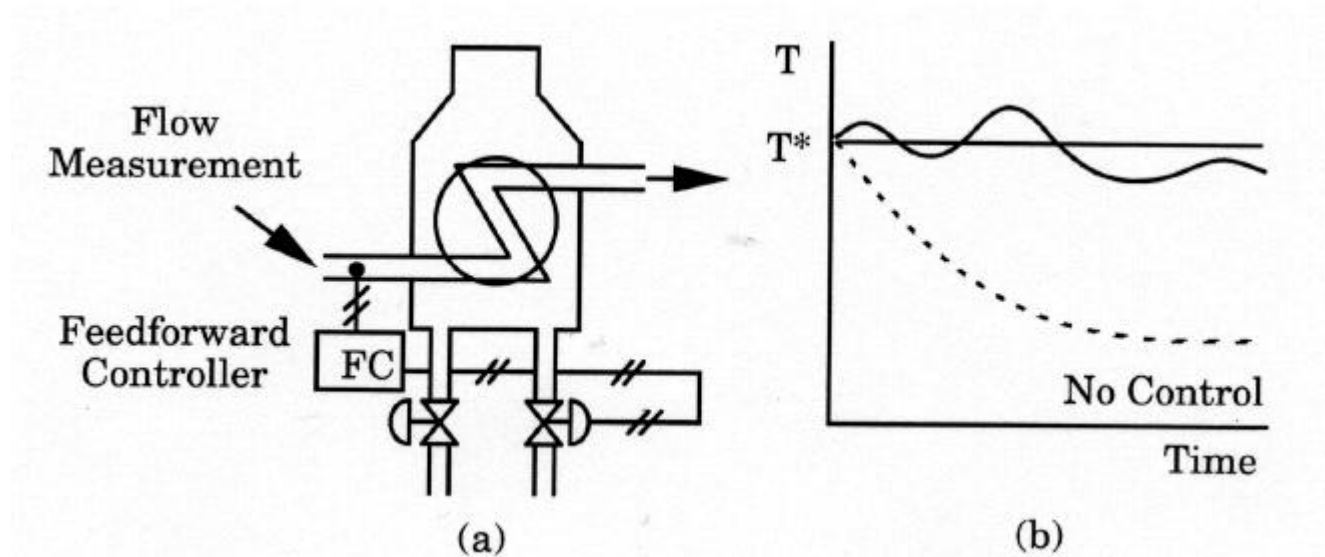 Flow
Measurement
Feedforward
Controller
FC
(a)
T
T*
No Control
Time
(b)